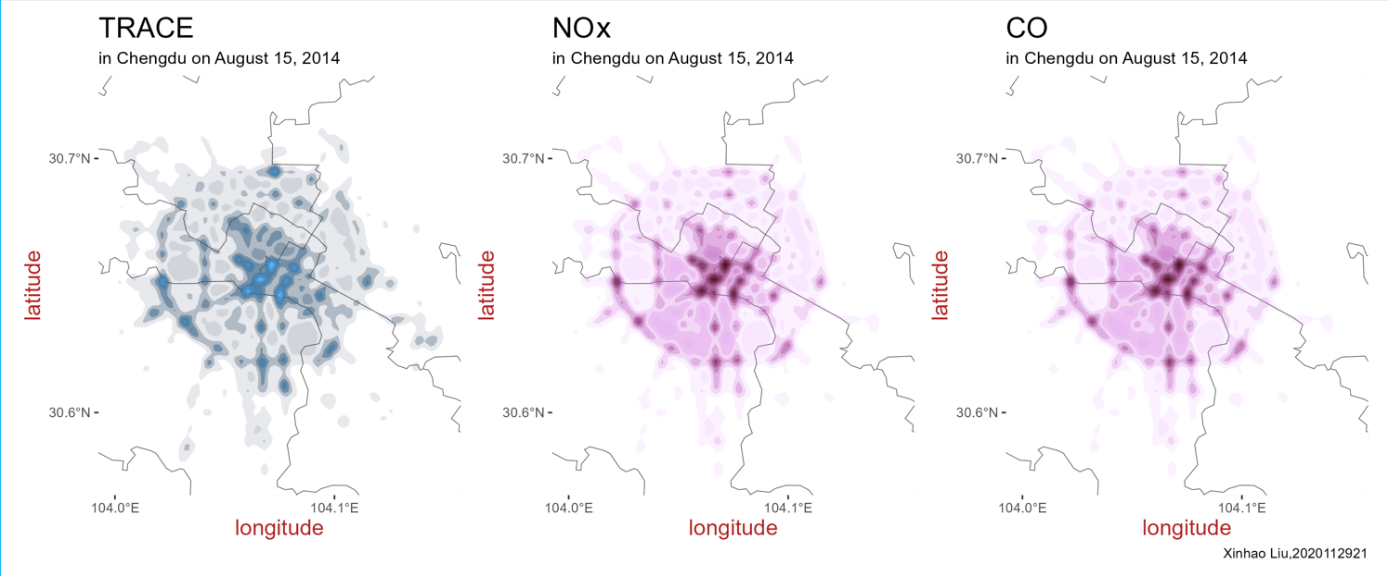 TRACE
in Chengdu on August 15, 2014
30.7°N
30.6°N
latitude
104.0°E
104.1°E
longitude
NOx
in Chengdu on August 15, 2014
30.7°N
30.6°N
latitude
104.0°E
104.1°E
longitude
CO
in Chengdu on August 15, 2014
30.7°N
30.6°N
latitude
104.0°E
104.1°E
longitude
Xinhao Liu,2020112921